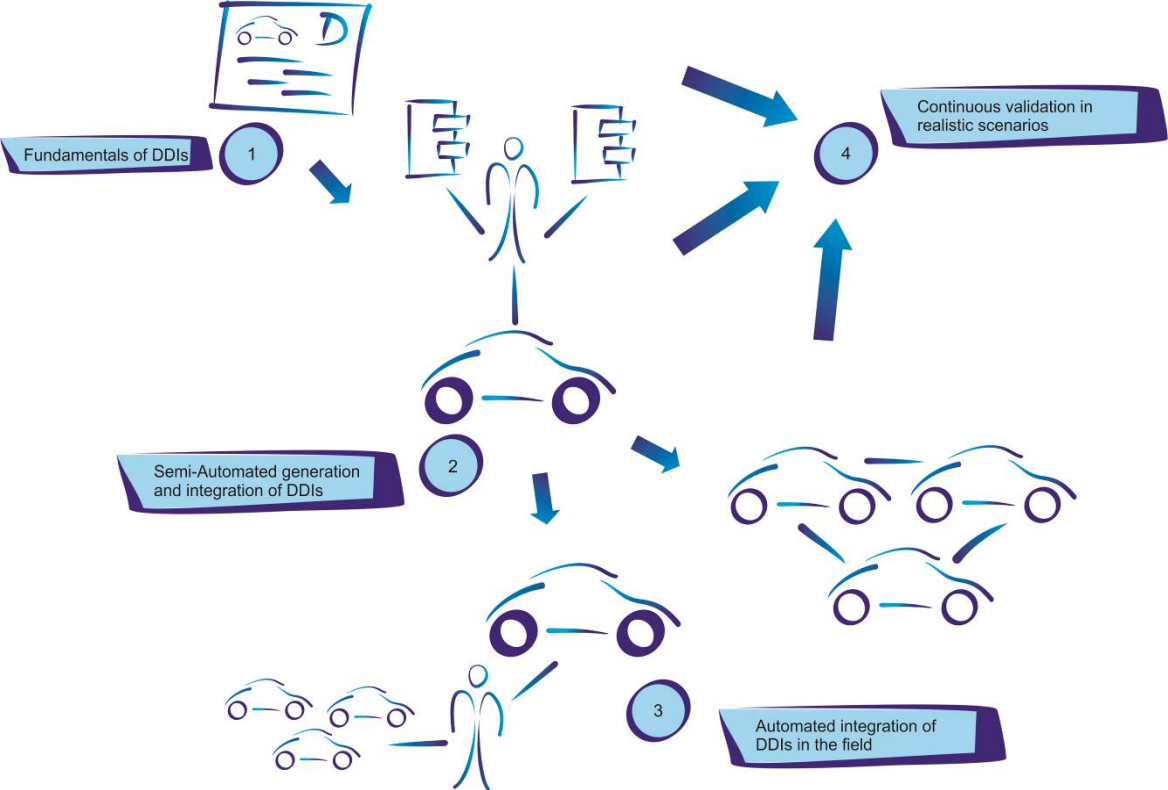 D
Fundamentals of DDIs
1
4
Continuous validation in
realistic scenarios
2
Semi-Automated generation
and integration of DDIs
3
Automated integration of
DDIs in the field